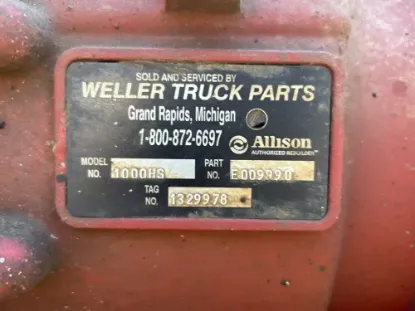 SOLD AND SERVICED BY
WELLER TRUCK PARTS
Grand Rapids, Michigan
1-800-872-6697
Allison
AUTHORIZED REBUILDER
MODEL NO. 1000HS PART NO. E009990
TAG NO. 1329978